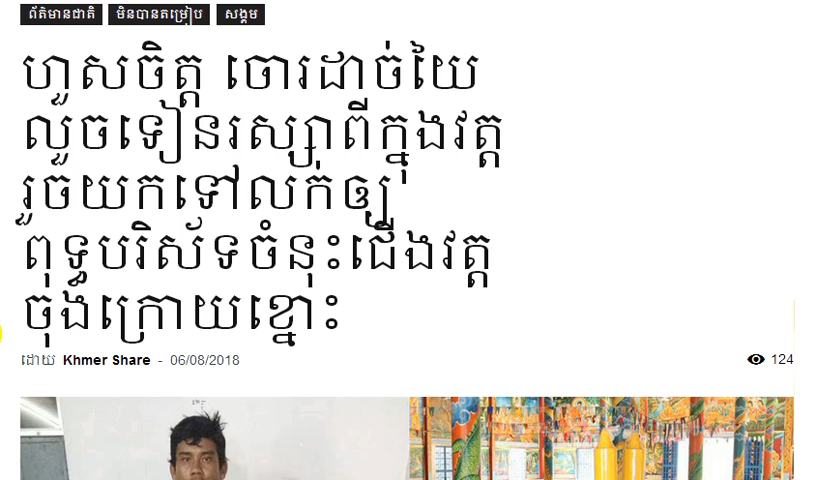 ព័ត៌មានជាតិ មិនបានតម្រៀប សង្គម
ហួសចិត្ត ចោរដាច់យៃ
លួចទៀនរស្សាពីក្នុងវត្ត
រួចយកទៅលក់ឲ្យ
ពុទ្ធបរិស័ទចំនុះជើងវត្ត
ចុងក្រោយខ្នោះ
ដោយ Khmer Share - 06/08/2018 124